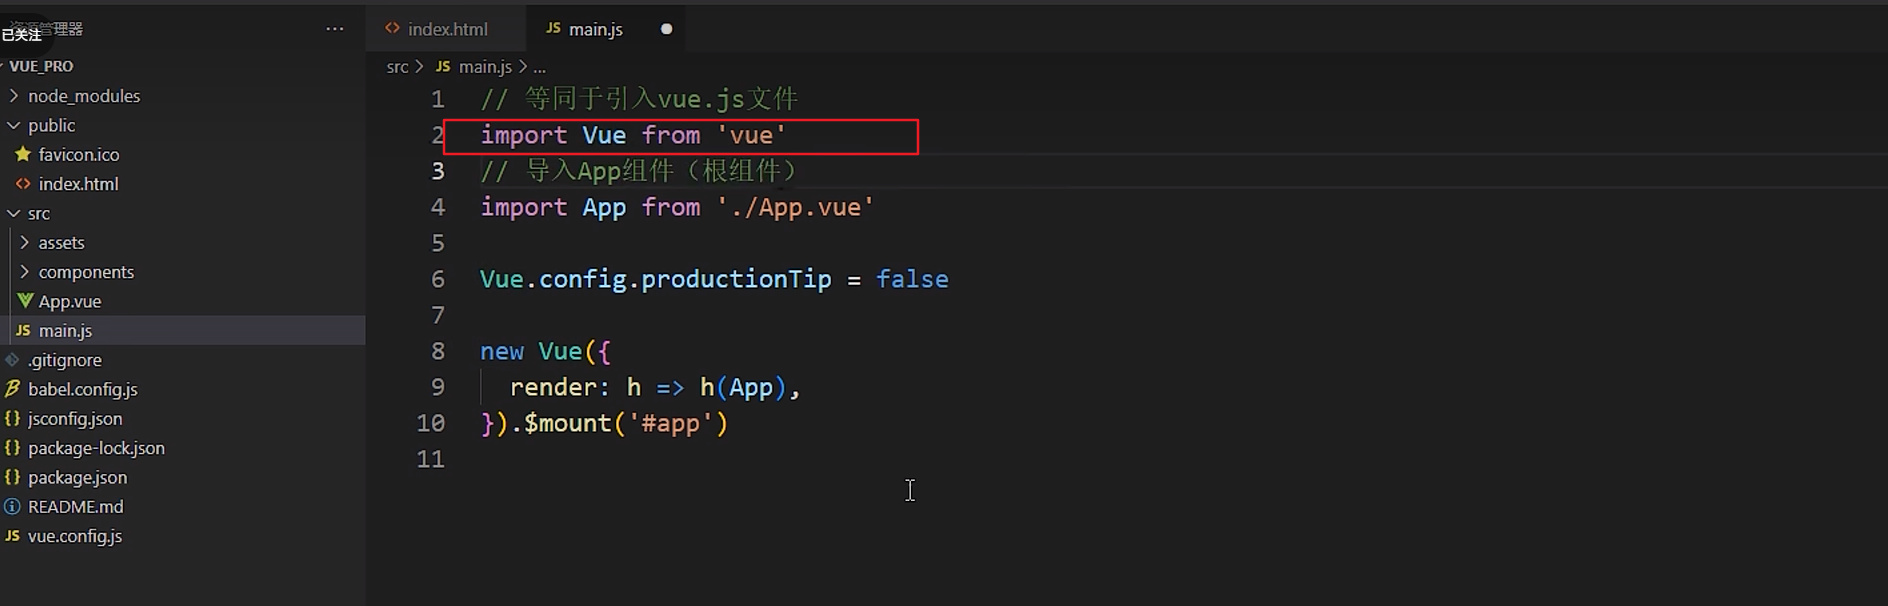 资源管理器
已关注
···
VUE_PRO
node_modules
public
favicon.ico
index.html
src
assets
components
App.vue
JS main.js
.gitignore
babel.config.js
{} jsconfig.json
{} package-lock.json
{} package.json
README.md
JS vue.config.js
<> index.html
JS main.js
src > JS main.js > ...
1 // 等同于引入vue.js文件
2 import Vue from 'vue'
3 // 导入App组件（根组件）
4 import App from './App.vue'
5
6 Vue.config.productionTip = false
7
8 new Vue({
9 render: h => h(App),
10 }).$mount('#app')
11